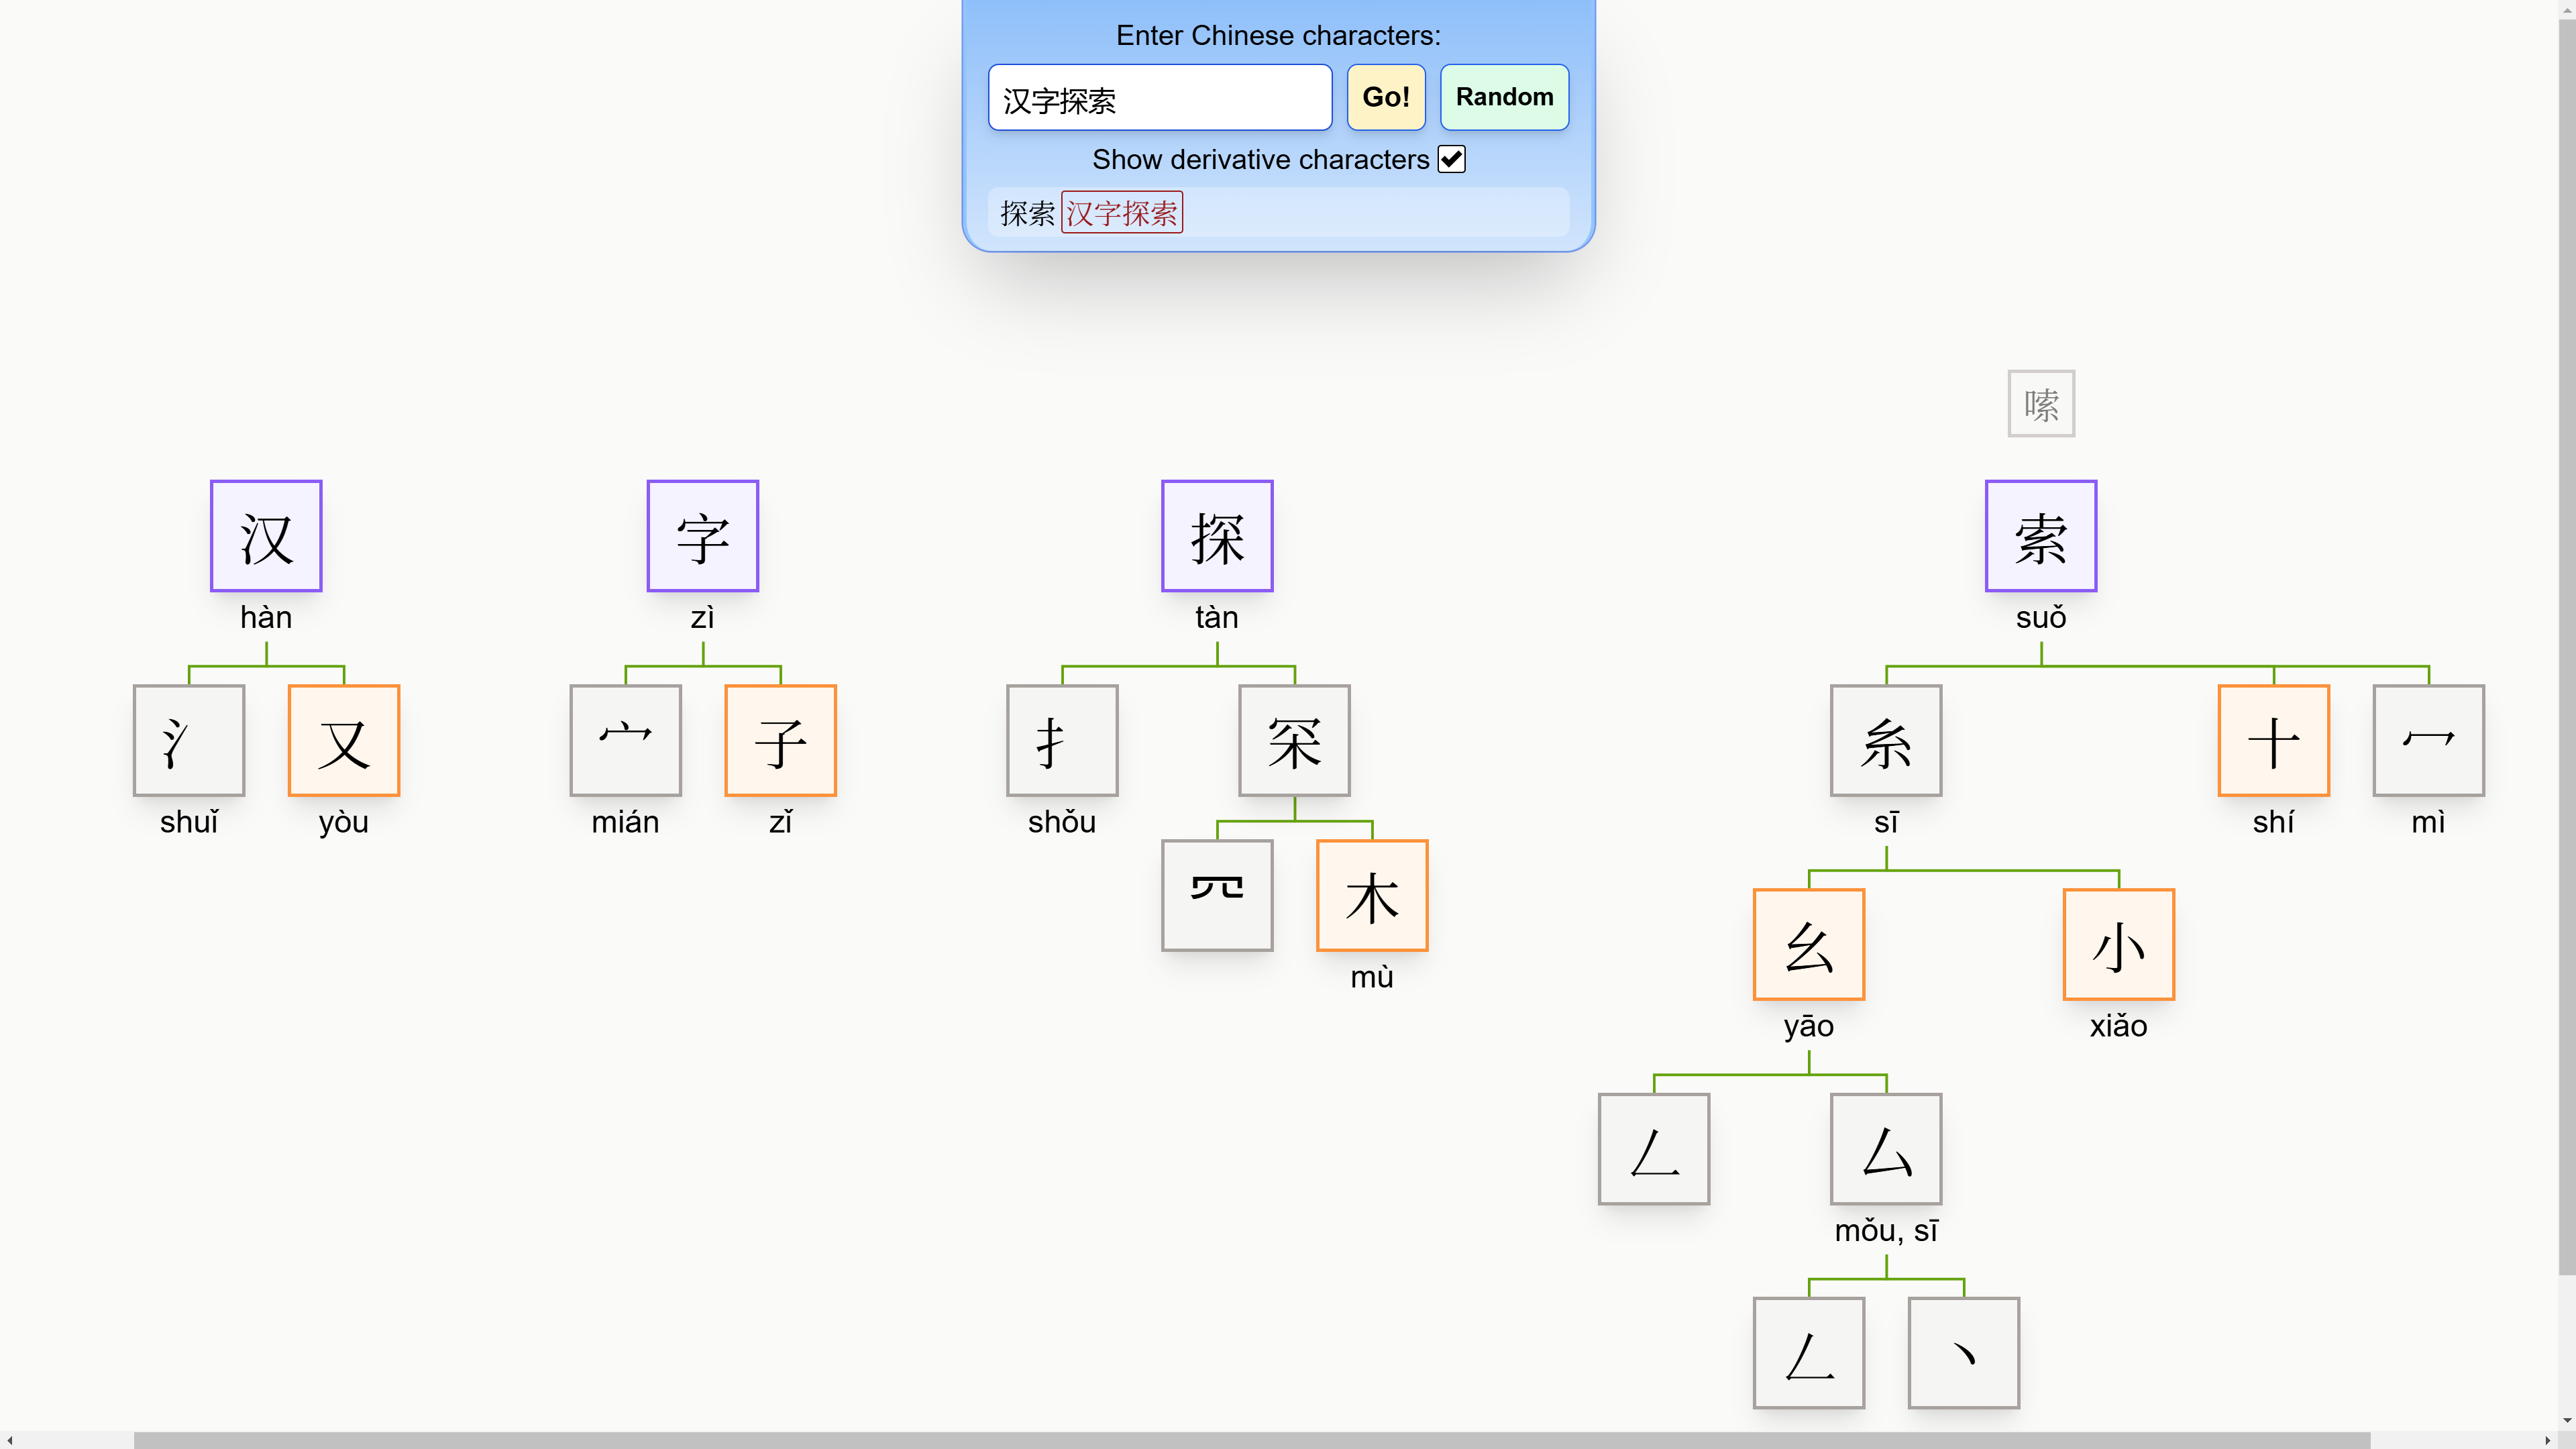 Enter Chinese characters:
汉字探索 Go! Random
Show derivative characters
探索 汉字探索
嗦
汉 字 探 索
hàn zì tàn suǒ
氵 又 宀 子 扌 罙 糸 十 冖
shuǐ yòu mián zǐ shǒu sī shí mì
木 幺 小
mù yāo xiǎo
𠃋 厶
mǒu, sī
𠃋 丶